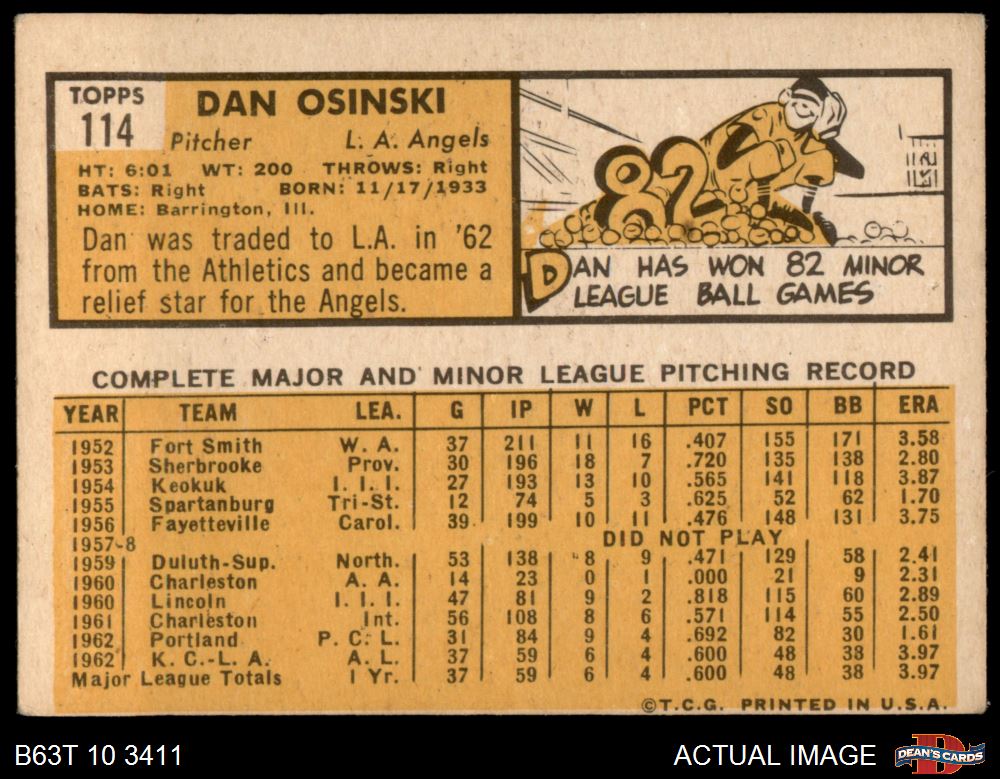 TOPPS
114
DAN OSINSKI
Pitcher L. A. Angels
HT: 6:01 WT: 200 THROWS: Right
BATS: Right BORN: 11/17/1933
HOME: Barrington, Ill.
Dan was traded to L.A. in '62
from the Athletics and became a
relief star for the Angels.
82
DAN HAS WON 82 MINOR
LEAGUE BALL GAMES
COMPLETE MAJOR AND MINOR LEAGUE PITCHING RECORD
YEAR TEAM LEA. G IP W L PCT SO BB ERA
1952 Fort Smith W. A. 37 211 11 16 .407 155 171 3.58
1953 Sherbrooke Prov. 30 196 18 7 .720 135 138 2.80
1954 Keokuk I. I. I. 27 193 13 10 .565 141 118 3.87
1955 Spartanburg Tri-St. 12 74 5 3 .625 52 62 1.70
1956 Fayetteville Carol. 39 199 10 11 .476 148 131 3.75
1957-8 DID NOT PLAY
1959 Duluth-Sup. North. 53 138 8 9 .471 129 58 2.41
1960 Charleston A. A. 14 23 0 1 .000 21 9 2.31
1960 Lincoln I. I. I. 47 81 9 2 .818 115 60 2.89
1961 Charleston Int. 56 108 8 6 .571 114 55 2.50
1962 Portland P. C. L. 31 84 9 4 .692 82 30 1.61
1962 K. C.-L. A. A. L. 37 59 6 4 .600 48 38 3.97
Major League Totals 1 Yr. 37 59 6 4 .600 48 38 3.97
©T.C.G. PRINTED IN U.S.A.
B63T 10 3411
ACTUAL IMAGE
DEAN'S CARDS